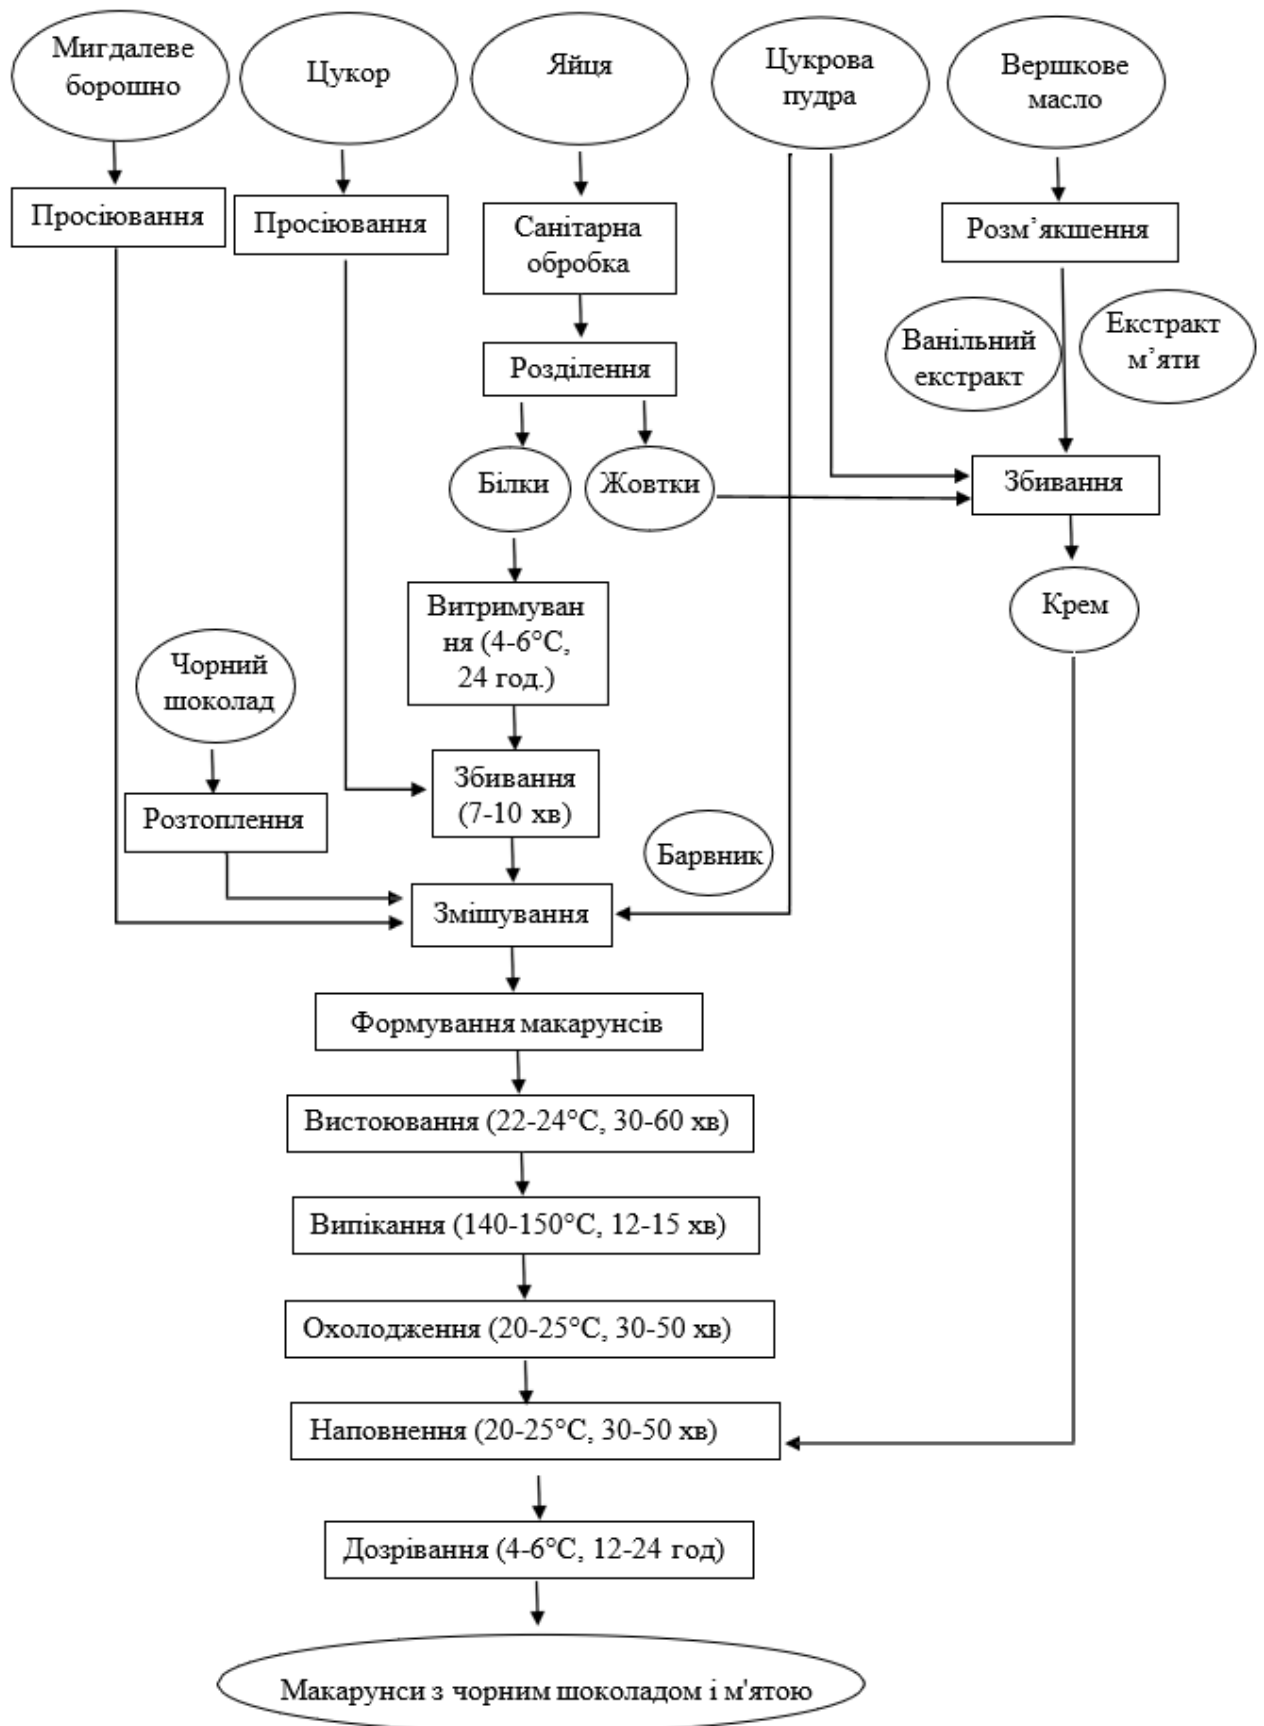 Мигдалеве
борошно
Цукор
Яйця
Цукрова
пудра
Вершкове
масло
Просіювання
Просіювання
Санітарна
обробка
Розм’якшення
Ванільний
екстракт
Екстракт
м’яти
Розділення
Білки
Жовтки
Збивання
Витримуван
ня (4-6°С,
24 год.)
Крем
Чорний
шоколад
Збивання
(7-10 хв)
Розтоплення
Барвник
Змішування
Формування макарунсів
Вистоювання (22-24°С, 30-60 хв)
Випікання (140-150°С, 12-15 хв)
Охолодження (20-25°С, 30-50 хв)
Наповнення (20-25°С, 30-50 хв)
Дозрівання (4-6°С, 12-24 год)
Макарунси з чорним шоколадом і м'ятою